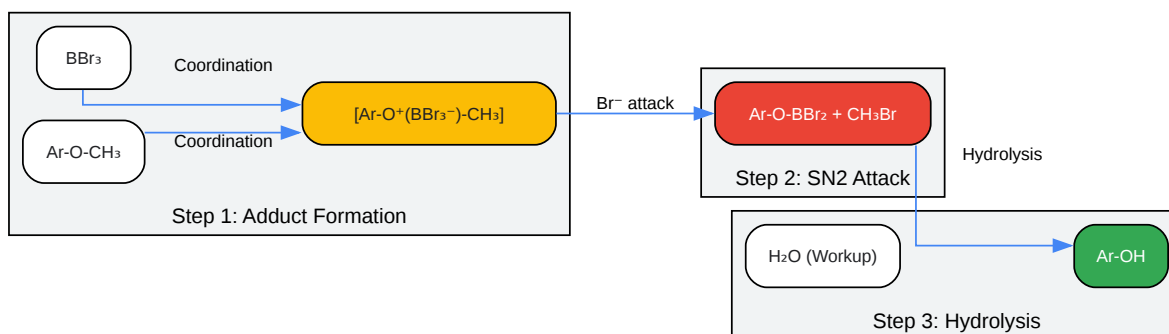 BBr₃
Coordination
Ar-O-CH₃
Coordination
[Ar-O⁺(BBr₃⁻)-CH₃]
Step 1: Adduct Formation
Br⁻ attack
Ar-O-BBr₂ + CH₃Br
Step 2: SN2 Attack
Hydrolysis
H₂O (Workup)
Ar-OH
Step 3: Hydrolysis